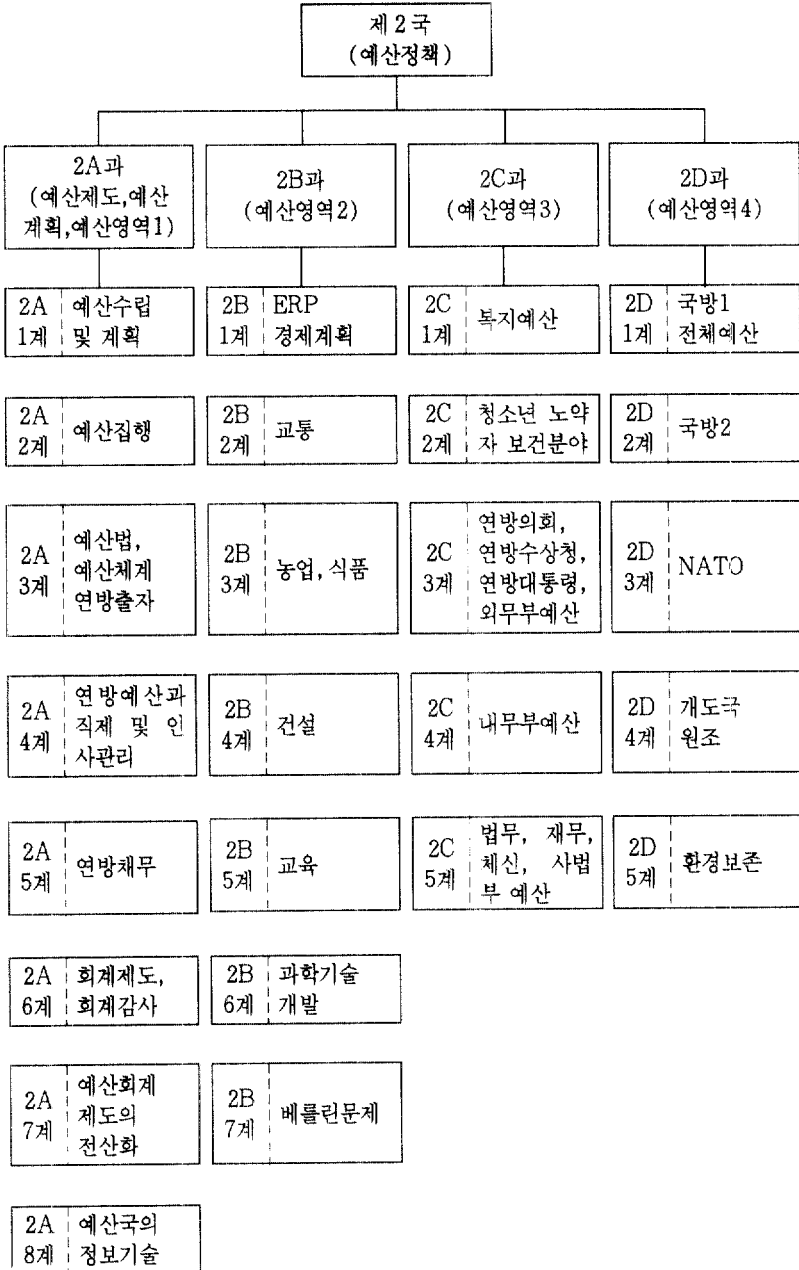 제2국
(예산정책)
2A과
(예산제도,예산
계획,예산영역1)
2B과
(예산영역2)
2C과
(예산영역3)
2D과
(예산영역4)
2A
1계
예산수립
및 계획
2B
1계
ERP
경제계획
2C
1계
복지예산
2D
1계
국방1
전체예산
2A
2계
예산집행
2B
2계
교통
2C
2계
청소년 노약
자 보건분야
2D
2계
국방2
2A
3계
예산법,
예산체계
연방출자
2B
3계
농업, 식품
2C
3계
연방의회,
연방수상청,
연방대통령,
외무부예산
2D
3계
NATO
2A
4계
연방예산과
직제 및 인
사관리
2B
4계
건설
2C
4계
내무부예산
2D
4계
개도국
원조
2A
5계
연방채무
2B
5계
교육
2C
5계
법무, 재무,
체신, 사법
부 예산
2D
5계
환경보존
2A
6계
회계제도,
회계감사
2B
6계
과학기술
개발
2A
7계
예산회계
제도의
전산화
2B
7계
베를린문제
2A
8계
예산국의
정보기술